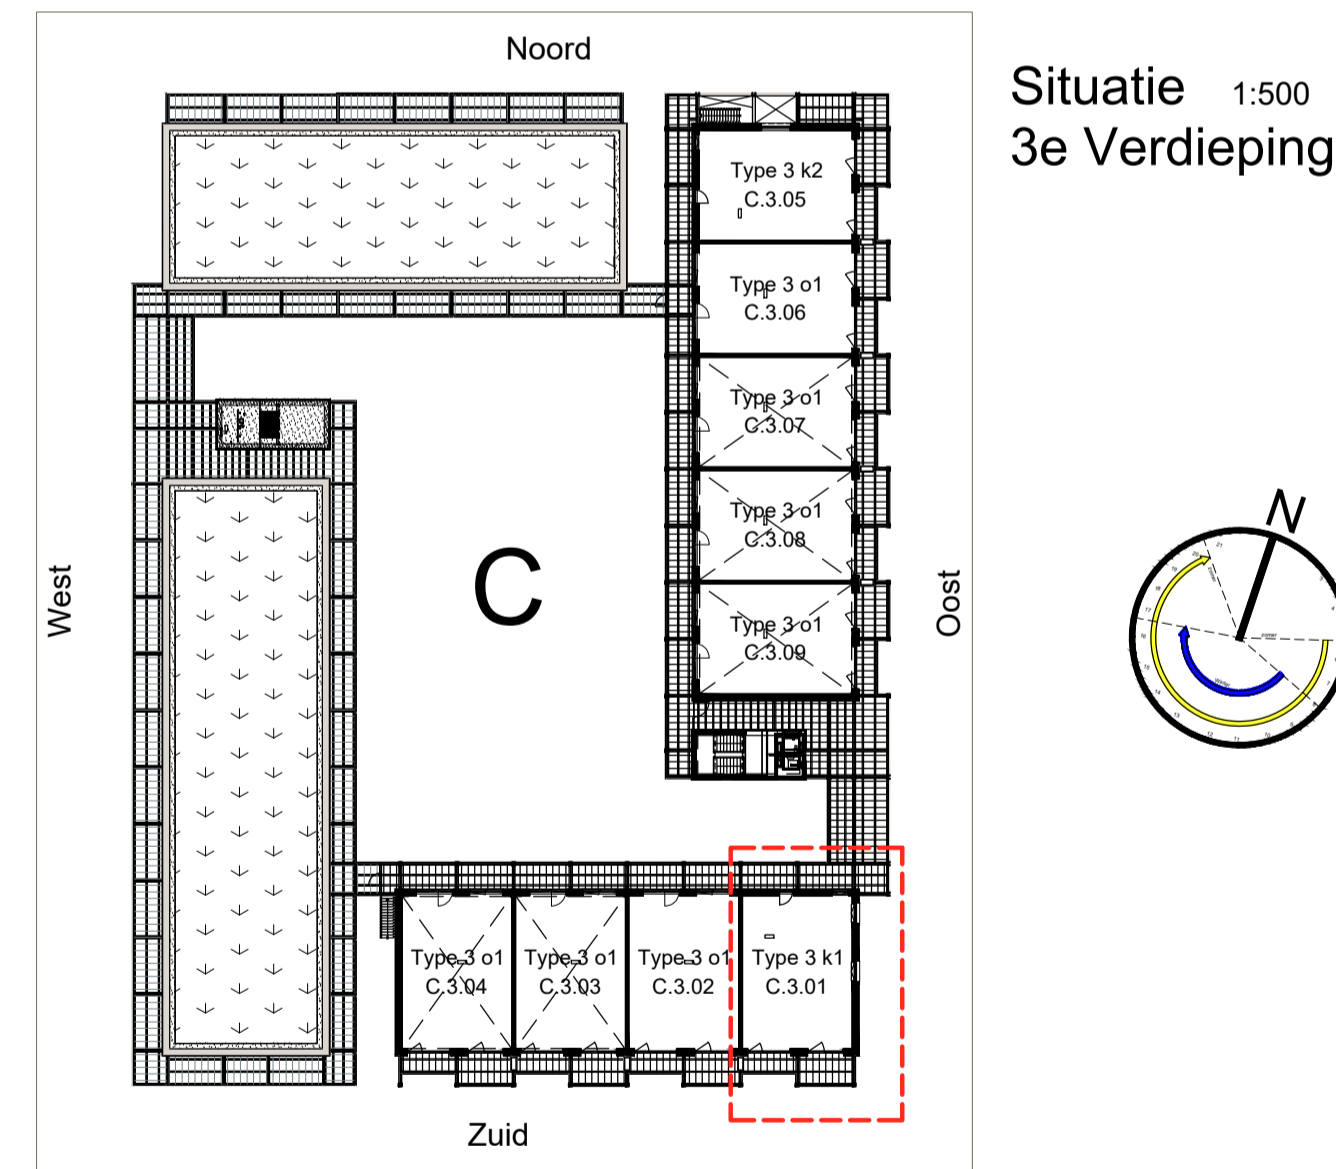 Noord
Situatie 1:500
3e Verdieping
Type 3 k2
C.3.05
Type 3 o1
C.3.06
Type 3 o1
C.3.07
Type 3 o1
C.3.08
Type 3 o1
C.3.09
West
C
Oost
N
Type 3 o1
C.3.04
Type 3 o1
C.3.03
Type 3 o1
C.3.02
Type 3 k1
C.3.01
Zuid